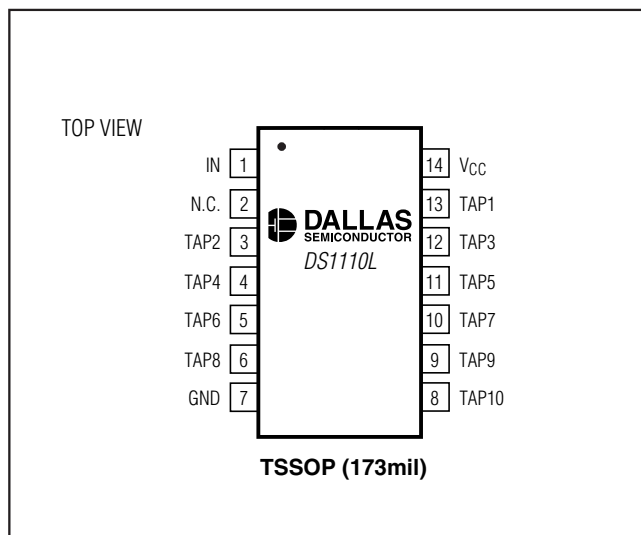 TOP VIEW
IN 1 14 VCC
N.C. 2 13 TAP1
DALLAS
SEMICONDUCTOR
TAP2 3 12 TAP3
DS1110L
TAP4 4 11 TAP5
TAP6 5 10 TAP7
TAP8 6 9 TAP9
GND 7 8 TAP10
TSSOP (173mil)